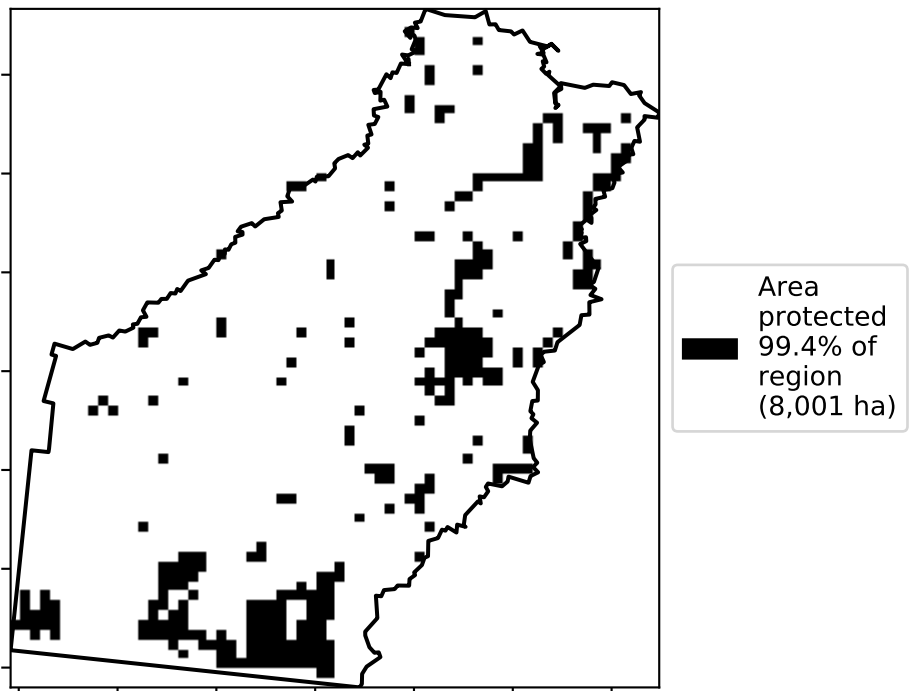 Area
protected
99.4% of
region
(8,001 ha)